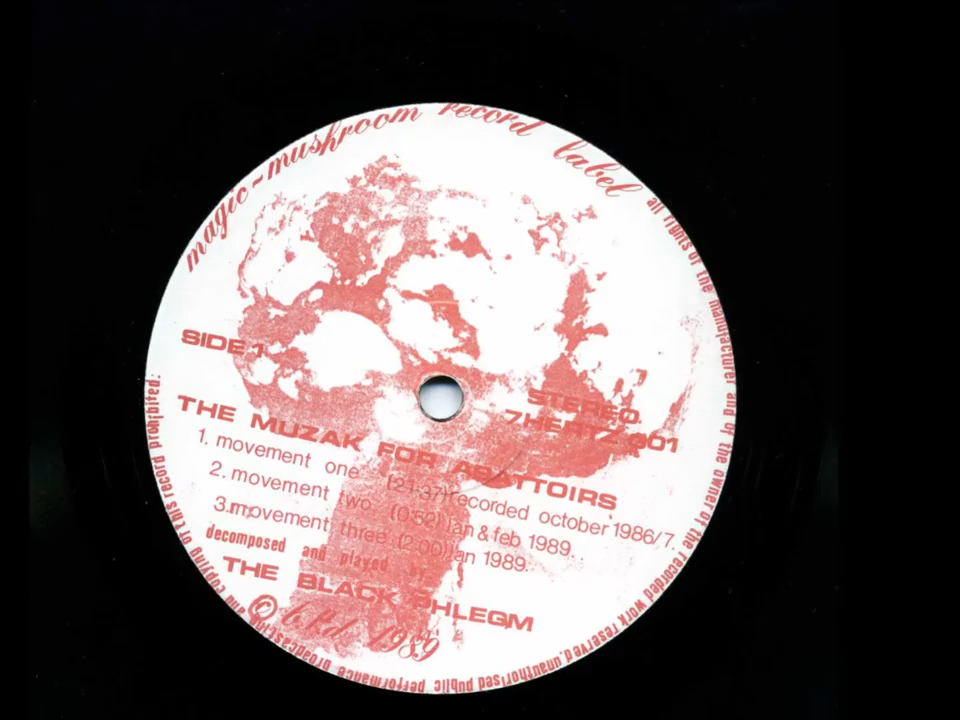 magic~mushroom record label
all rights of the manufacturer and of the owner of the recorded work reserved. unauthorised public performance broadcasting and copying of this record prohibited:
SIDE 1
STEREO.
7HERTZ 001
THE MUZAK FOR ABATTOIRS
1. movement one (21-37) recorded october 1986/7.
2. movement two (0:52) jan & feb 1989.
3. movement three (2:00) jan 1989.
decomposed and played by
THE BLACK PHLEGM
© 1989